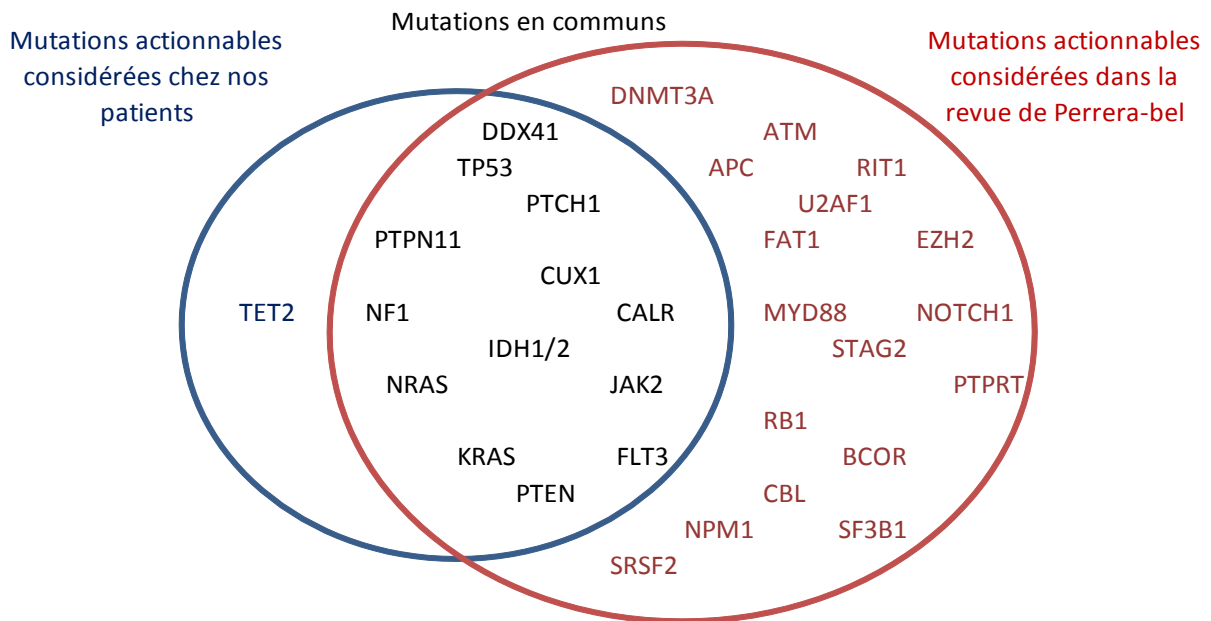 Mutations en communs
Mutations actionnables
considérées chez nos
patients
Mutations actionnables
considérées dans la
revue de Perrera-bel
DNMT3A
DDX41
ATM
TP53
APC
RIT1
PTCH1
U2AF1
PTPN11
FAT1
EZH2
CUX1
TET2
NF1
CALR
MYD88
NOTCH1
IDH1/2
STAG2
NRAS
JAK2
PTPRT
RB1
KRAS
FLT3
BCOR
PTEN
CBL
NPM1
SF3B1
SRSF2